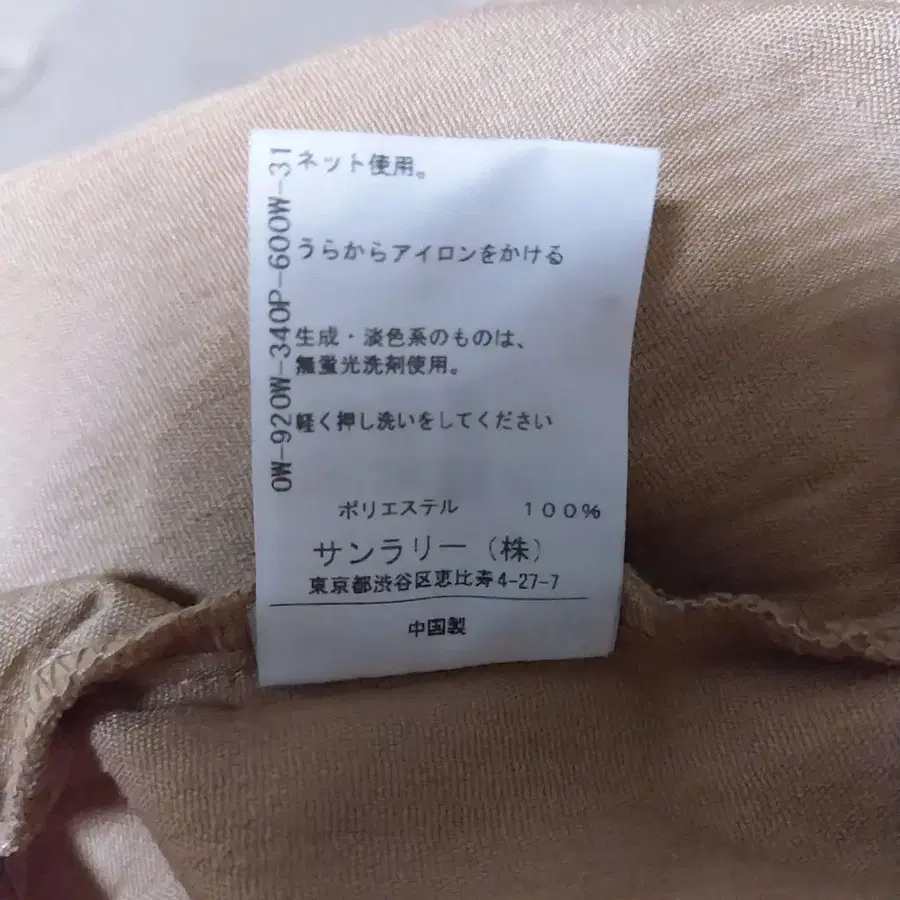 ネット使用。
うらからアイロンをかける
生成・淡色系のものは、
無蛍光洗剤使用。
軽く押し洗いをしてください
ポリエステル 100%
サンラリー(株)
東京都渋谷区恵比寿4-27-7
中国製
OW-920W-340P-600W-31